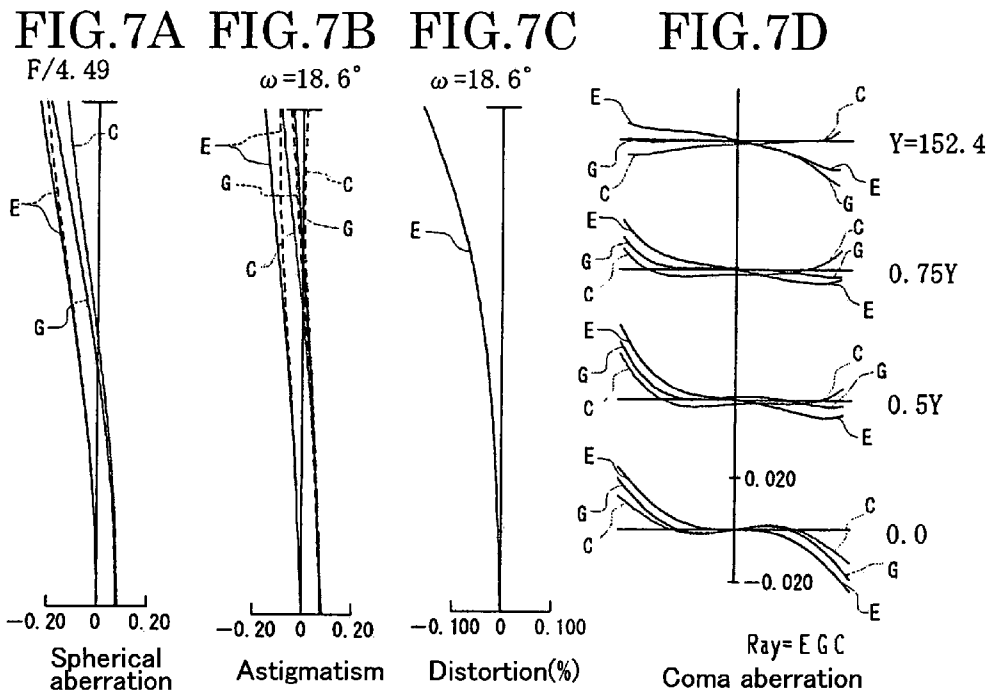 FIG.7A FIG.7B FIG.7C FIG.7D
F/4.49
ω=18.6°
ω=18.6°
C
E
G
-0.20 0 0.20
Spherical
aberration
E
G
C
C
G
-0.20 0 0.20
Astigmatism
E
-0.100 0 0.100
Distortion(%)
E
C
G
C
E
G
Y=152.4
E
G
C
C
G
E
0.75Y
E
G
C
C
G
E
0.5Y
E
0.020
G
C
C
G
E
0.0
-0.020
Ray=E G C
Coma aberration